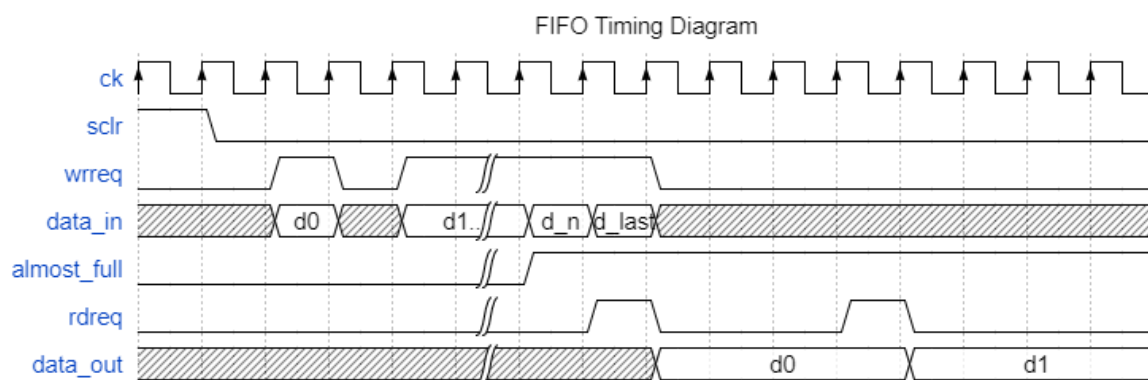 FIFO Timing Diagram
ck
sclr
wrreq
data_in d0 d1.. d_n d_last
almost_full
rdreq
data_out d0 d1